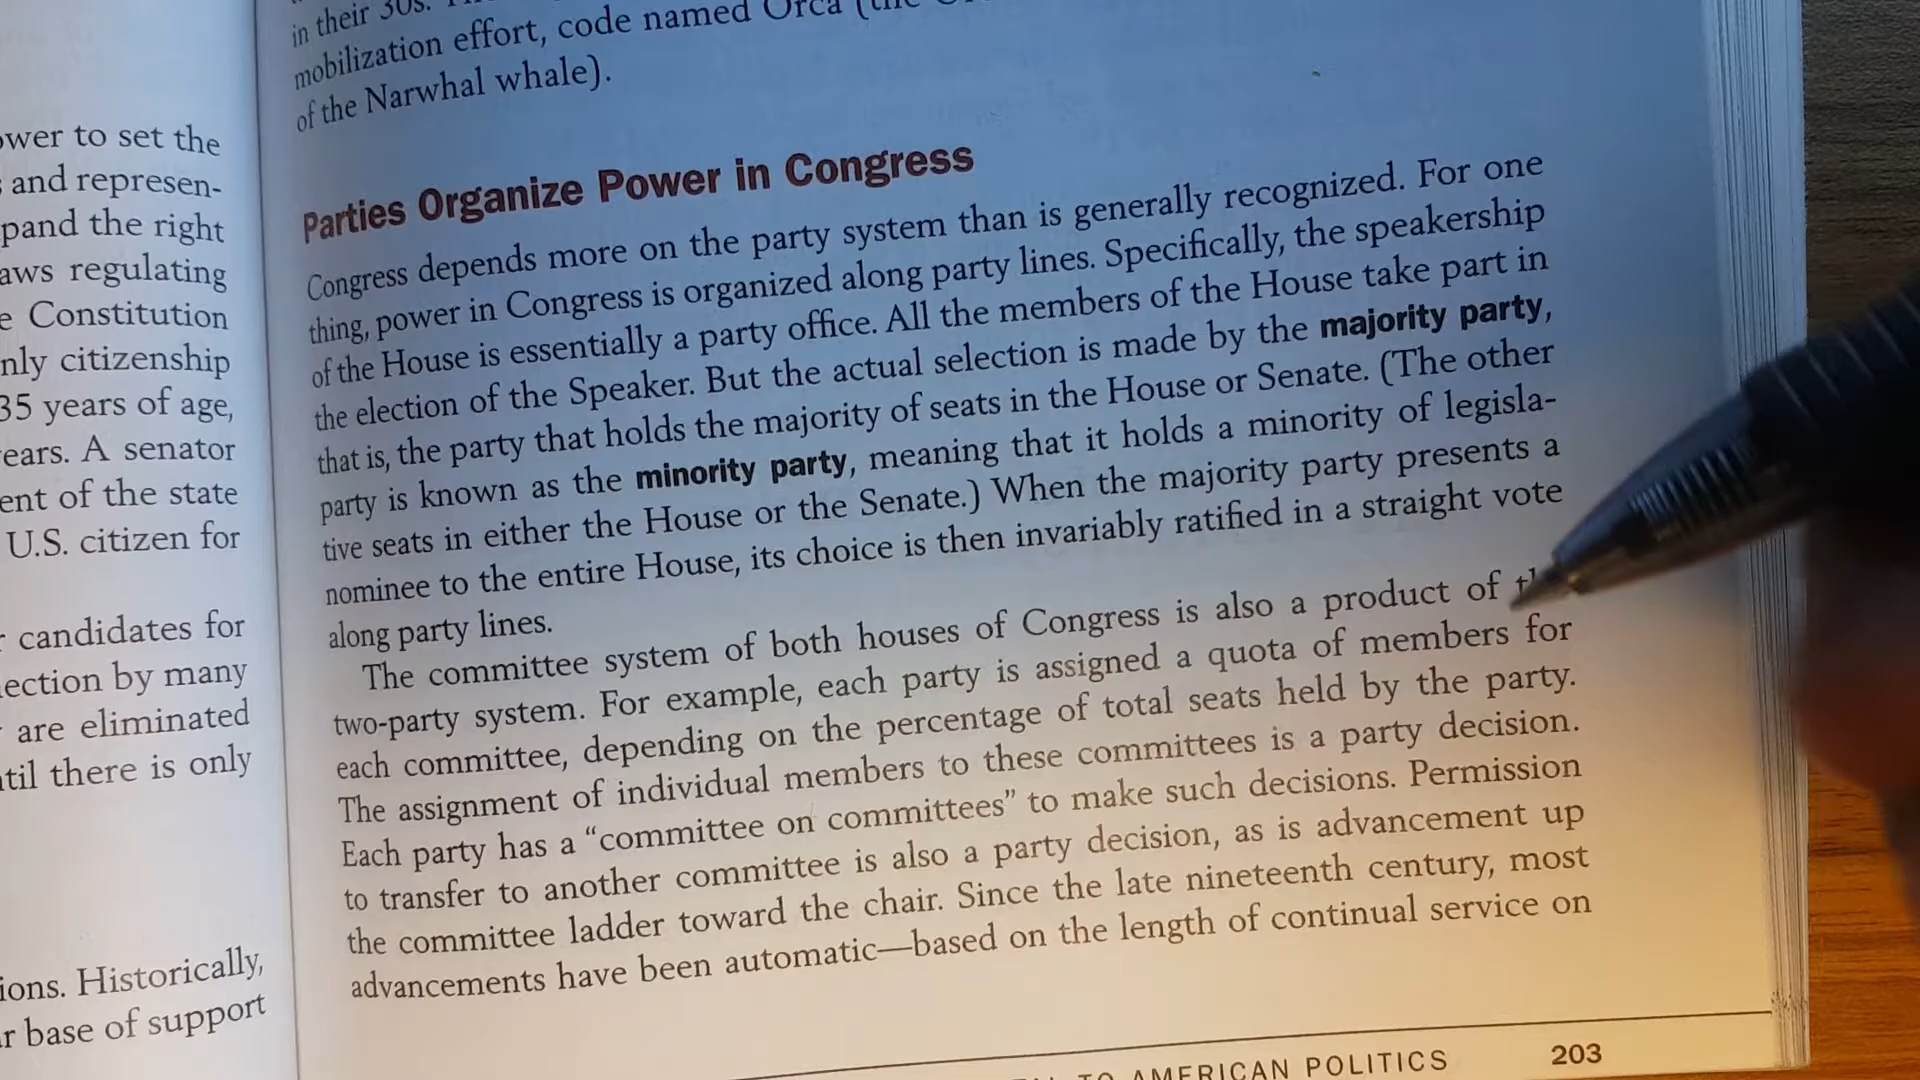 ower to set the
and represen-
pand the right
aws regulating
e Constitution
nly citizenship
35 years of age,
ears. A senator
ent of the state
U.S. citizen for
r candidates for
lection by many
are eliminated
ntil there is only
ions. Historically,
r base of support
in their 30s.
mobilization effort, code named Orca (the
of the Narwhal whale).
Parties Organize Power in Congress
Congress depends more on the party system than is generally recognized. For one
thing, power in Congress is organized along party lines. Specifically, the speakership
of the House is essentially a party office. All the members of the House take part in
the election of the Speaker. But the actual selection is made by the majority party,
that is, the party that holds the majority of seats in the House or Senate. (The other
party is known as the minority party, meaning that it holds a minority of legisla-
tive seats in either the House or the Senate.) When the majority party presents a
nominee to the entire House, its choice is then invariably ratified in a straight vote
along party lines.
The committee system of both houses of Congress is also a product of
two-party system. For example, each party is assigned a quota of members for
each committee, depending on the percentage of total seats held by the party.
The assignment of individual members to these committees is a party decision.
Each party has a “committee on committees” to make such decisions. Permission
to transfer to another committee is also a party decision, as is advancement up
the committee ladder toward the chair. Since the late nineteenth century, most
advancements have been automatic—based on the length of continual service on
TO AMERICAN POLITICS 203